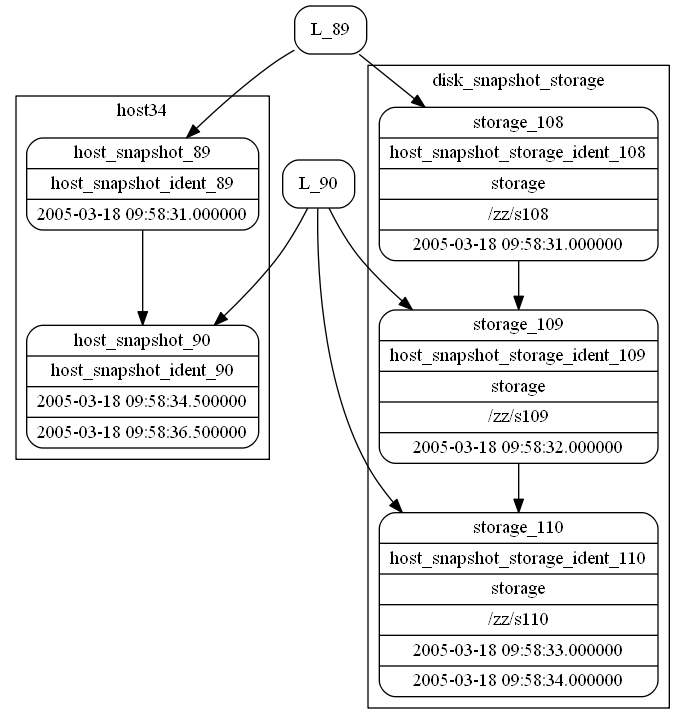 L_89
host34
host_snapshot_89
host_snapshot_ident_89
2005-03-18 09:58:31.000000
host_snapshot_90
host_snapshot_ident_90
2005-03-18 09:58:34.500000
2005-03-18 09:58:36.500000
L_90
disk_snapshot_storage
storage_108
host_snapshot_storage_ident_108
storage
/zz/s108
2005-03-18 09:58:31.000000
storage_109
host_snapshot_storage_ident_109
storage
/zz/s109
2005-03-18 09:58:32.000000
storage_110
host_snapshot_storage_ident_110
storage
/zz/s110
2005-03-18 09:58:33.000000
2005-03-18 09:58:34.000000